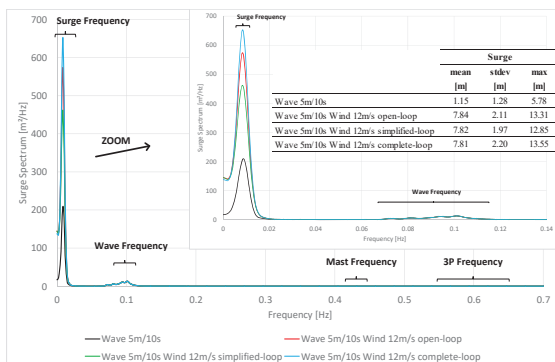 Surge Frequency
Surge Spectrum [m²/Hz]
700
600
500
400
300
200
100
0
ZOOM
Wave Frequency
Mast Frequency
3P Frequency
0
0.1
0.2
0.3
0.4
0.5
0.6
0.7
Frequency [Hz]
Surge Frequency
Surge Spectrum [m²/Hz]
700
600
500
400
300
200
100
0
Wave Frequency
0
0.02
0.04
0.06
0.08
0.1
0.12
0.14
Frequency [Hz]
Surge
mean stdev max
[m] [m] [m]
Wave 5m/10s 1.15 1.28 5.78
Wave 5m/10s Wind 12m/s open-loop 7.84 2.11 13.31
Wave 5m/10s Wind 12m/s simplified-loop 7.82 1.97 12.85
Wave 5m/10s Wind 12m/s complete-loop 7.81 2.20 13.55
Wave 5m/10s
Wave 5m/10s Wind 12m/s open-loop
Wave 5m/10s Wind 12m/s simplified-loop
Wave 5m/10s Wind 12m/s complete-loop